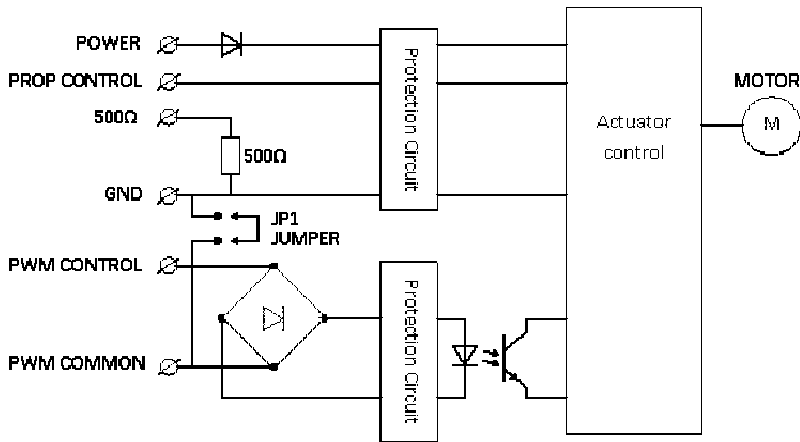 POWER
PROP CONTROL
500Ω
500Ω
GND
JP1
JUMPER
PWM CONTROL
PWM COMMON
Protection Circuit
Protection Circuit
Actuator
control
MOTOR
M